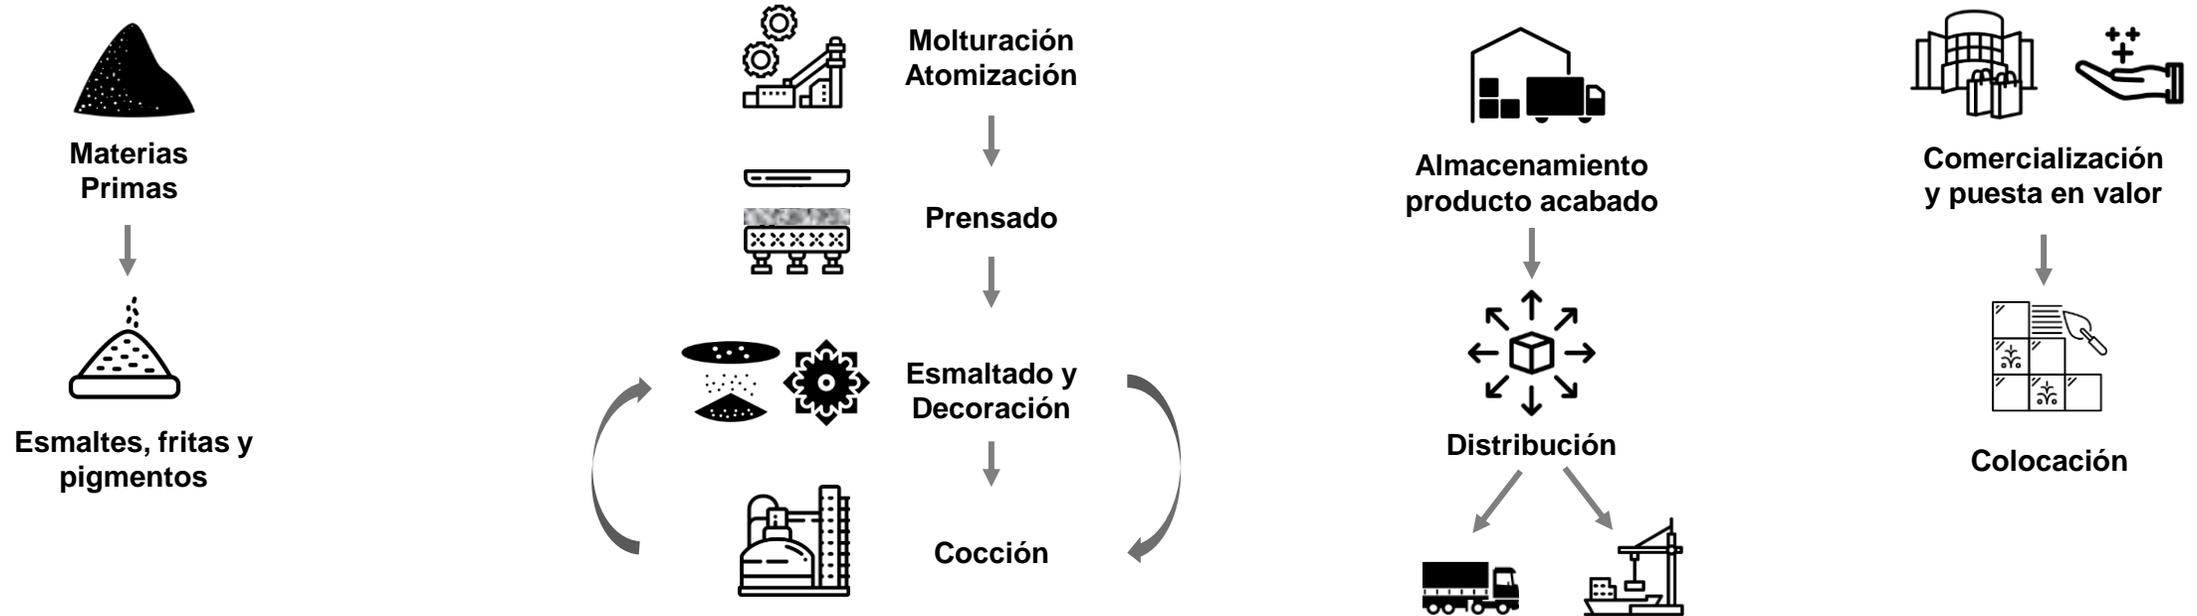 Materias
Primas
Esmaltes, fritas y
pigmentos
Molturación
Atomización
Prensado
Esmaltado y
Decoración
Cocción
Almacenamiento
producto acabado
Distribución
Comercialización
y puesta en valor
Colocación